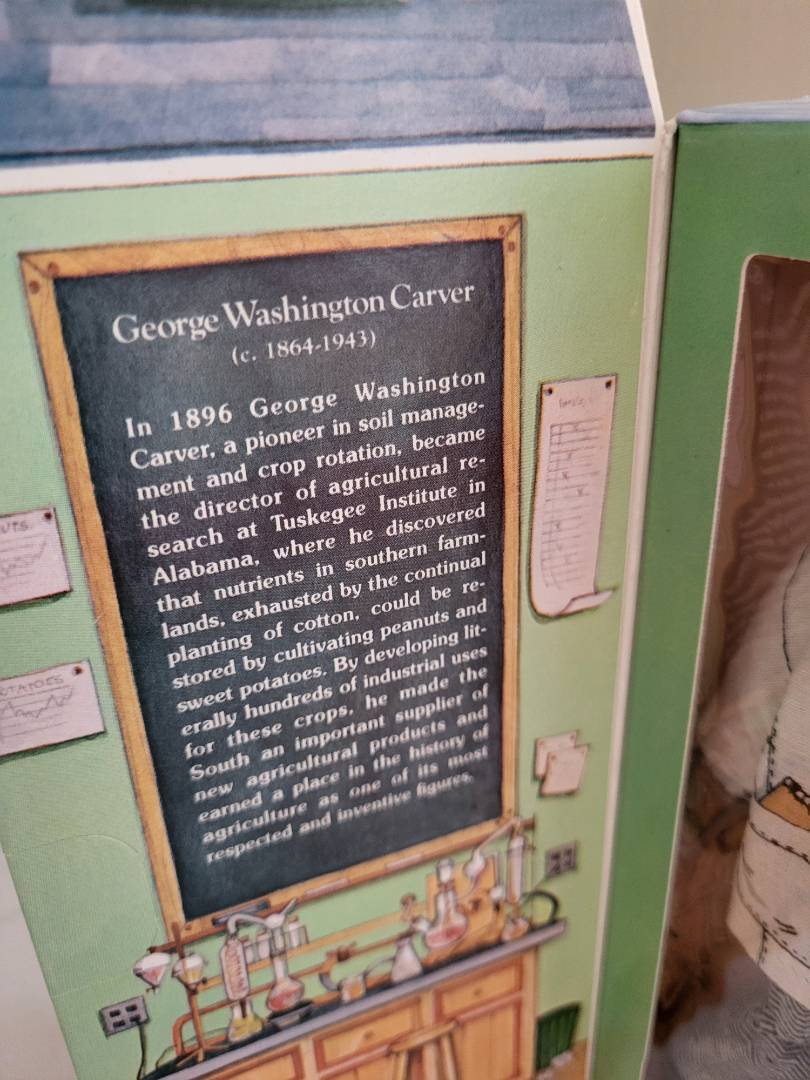 George Washington Carver
(c. 1864-1943)
In 1896 George Washington
Carver, a pioneer in soil manage-
ment and crop rotation, became
the director of agricultural re-
search at Tuskegee Institute in
Alabama, where he discovered
that nutrients in southern farm-
lands, exhausted by the continual
planting of cotton, could be re-
stored by cultivating peanuts and
sweet potatoes. By developing lit-
erally hundreds of industrial uses
for these crops, he made the
South an important supplier of
new agricultural products and
earned a place in the history of
agriculture as one of its most
respected and inventive figures.
UTS
OTATOES